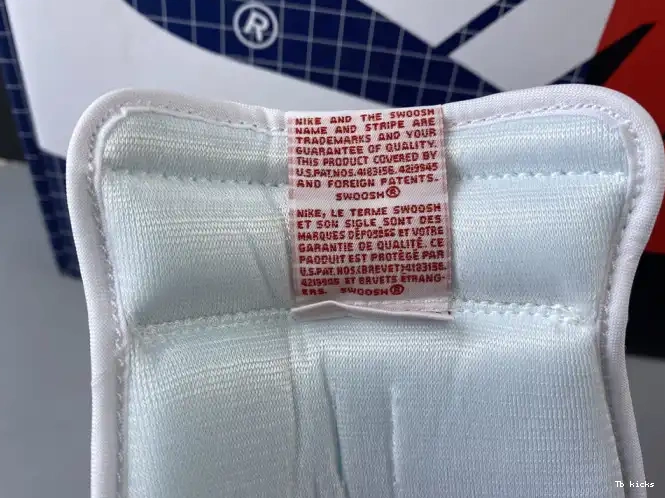 ®
NIKE AND THE SWOOSH
NAME AND STRIPE ARE
TRADEMARKS AND YOUR
GUARANTEE OF QUALITY.
THIS PRODUCT COVERED BY
U.S.PAT.NOS. 4183156. 4219945
AND FOREIGN PATENTS.
SWOOSH®
NIKE, LE TERME SWOOSH
ET SON SIGLE SONT DES
MARQUES DÉPOSÉES ET VOTRE
GARANTIE DE QUALITÉ. CE
PRODUIT EST PROTÉGÉ PAR
U.S.PAT.NOS.(BREVET)4183156.
4219945 ET BREVETS ÉTRANG-
ERS. SWOOSH®
Tb kicks